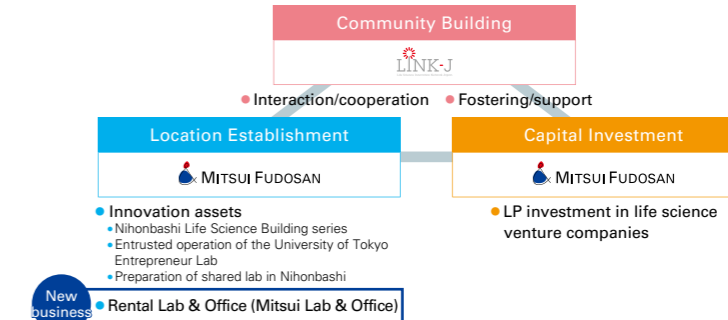 Community Building
LINK-J
• Interaction/cooperation • Fostering/support
Location Establishment
MITSUI FUDOSAN
Capital Investment
MITSUI FUDOSAN
• Innovation assets
• Nihonbashi Life Science Building series
• Entrusted operation of the University of Tokyo
Entrepreneur Lab
• Preparation of shared lab in Nihonbashi
• LP investment in life science
venture companies
New
business
• Rental Lab & Office (Mitsui Lab & Office)